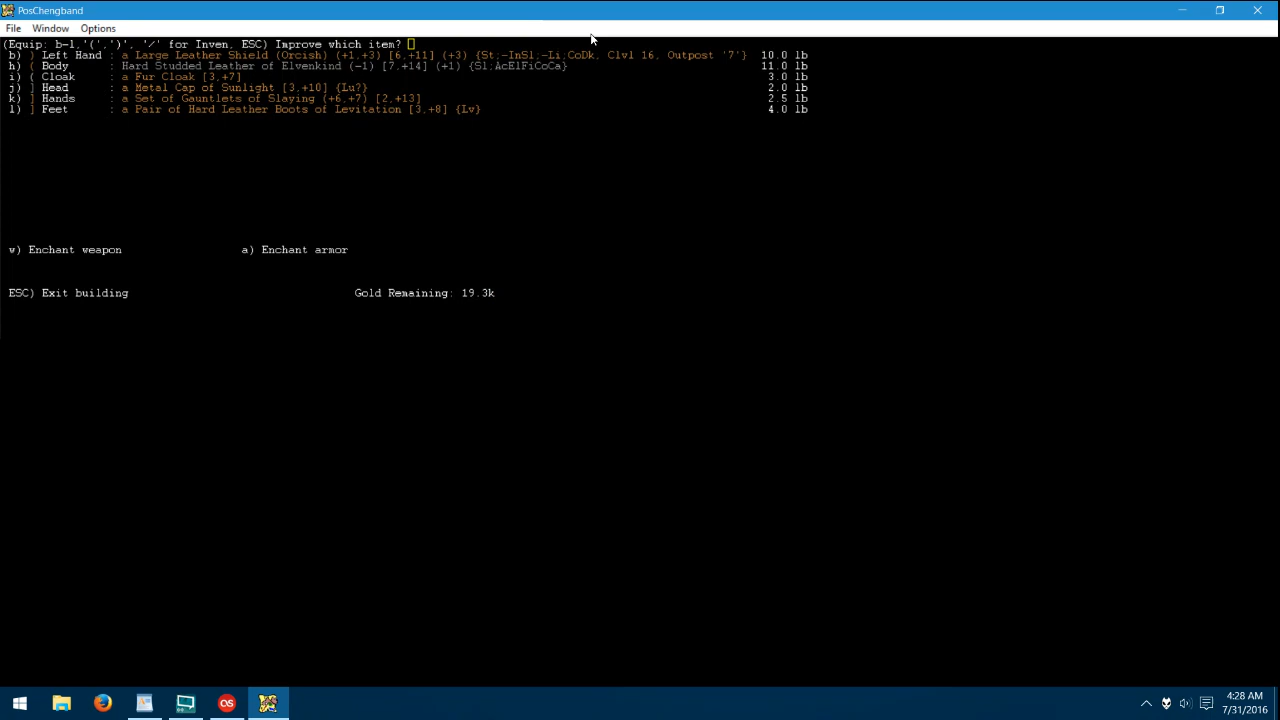 PosChengband
File Window Options
(Equip: b-l,'(',')', '/' for Inven, ESC) Improve which item?
b) ) Left Hand : a Large Leather Shield (Orcish) (+1,+3) [6,+11] (+3) {St;-InSl;-Li;CoDk, Clvl 16, Outpost '7'} 10.0 lb
h) ( Body : Hard Studded Leather of Elvenkind (-1) [7,+14] (+1) {Sl;AcElFiCoCa} 11.0 lb
i) ( Cloak : a Fur Cloak [3,+7] 3.0 lb
j) ] Head : a Metal Cap of Sunlight [3,+10] {Lu?} 2.0 lb
k) ] Hands : a Set of Gauntlets of Slaying (+6,+7) [2,+13] 2.5 lb
l) ] Feet : a Pair of Hard Leather Boots of Levitation [3,+8] {Lv} 4.0 lb
w) Enchant weapon a) Enchant armor
ESC) Exit building Gold Remaining: 19.3k
4:28 AM
7/31/2016